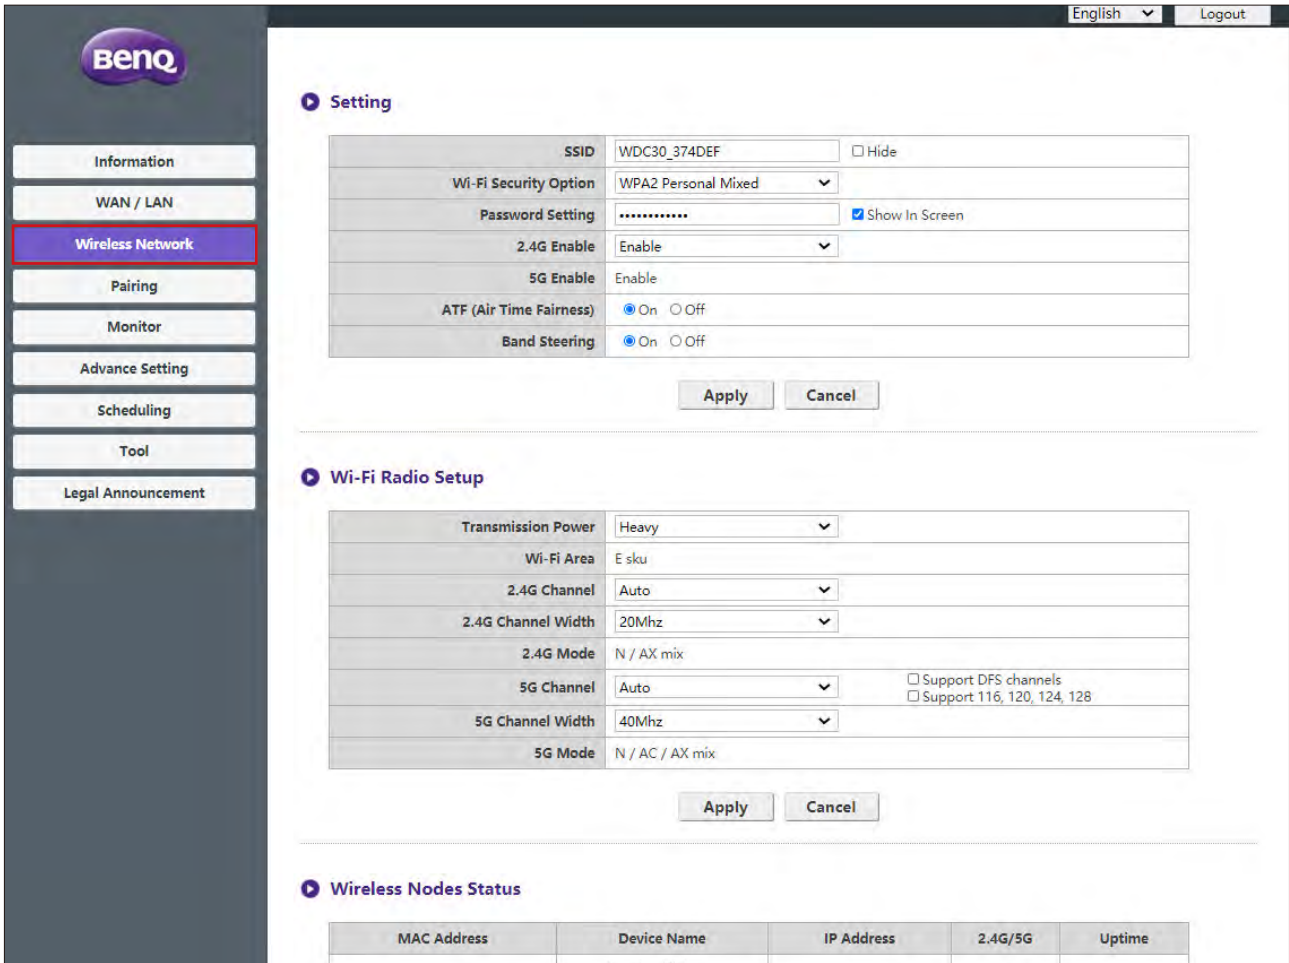 English Logout
BenQ
Setting
SSID WDC30_374DEF Hide
Wi-Fi Security Option WPA2 Personal Mixed
Password Setting •••••••••••• Show In Screen
2.4G Enable Enable
5G Enable Enable
ATF (Air Time Fairness) On Off
Band Steering On Off
Apply Cancel
Information
WAN / LAN
Wireless Network
Pairing
Monitor
Advance Setting
Scheduling
Tool
Legal Announcement
Wi-Fi Radio Setup
Transmission Power Heavy
Wi-Fi Area E sku
2.4G Channel Auto
2.4G Channel Width 20Mhz
2.4G Mode N / AX mix
5G Channel Auto Support DFS channels
Support 116, 120, 124, 128
5G Channel Width 40Mhz
5G Mode N / AC / AX mix
Apply Cancel
Wireless Nodes Status
MAC Address Device Name IP Address 2.4G/5G Uptime